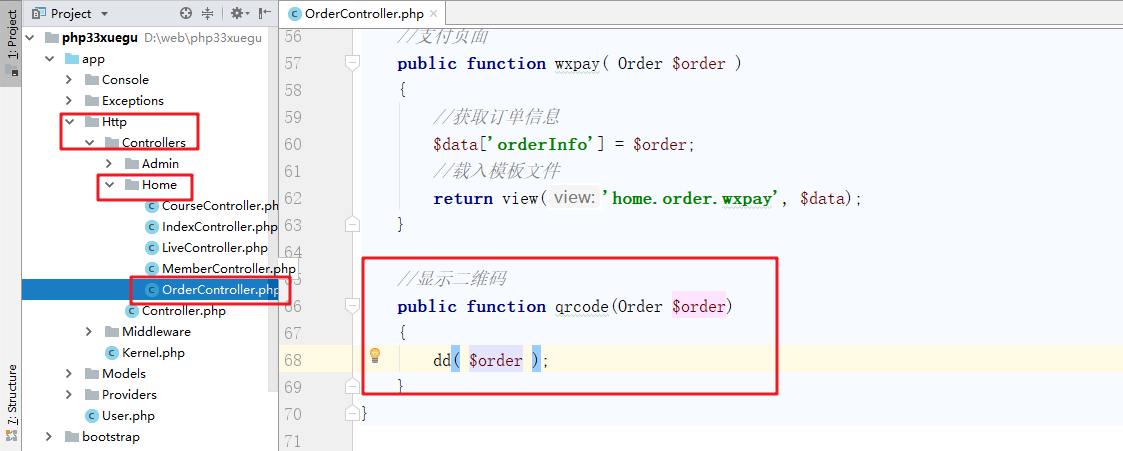 Project
OrderController.php
1: Project
7: Structure
php33xuegu D:\web\php33xuegu
app
Console
Exceptions
Http
Controllers
Admin
Home
CourseController.ph
IndexController.php
LiveController.php
MemberController.php
OrderController.php
Controller.php
Middleware
Kernel.php
Models
Providers
User.php
bootstrap
56 //支付页面
57 public function wxpay( Order $order )
58 {
59 //获取订单信息
60 $data['orderInfo'] = $order;
61 //载入模板文件
62 return view( view: 'home.order.wxpay', $data);
63 }
64
//显示二维码
66 public function qrcode(Order $order)
67 {
68 dd( $order );
69 }
70 }
71